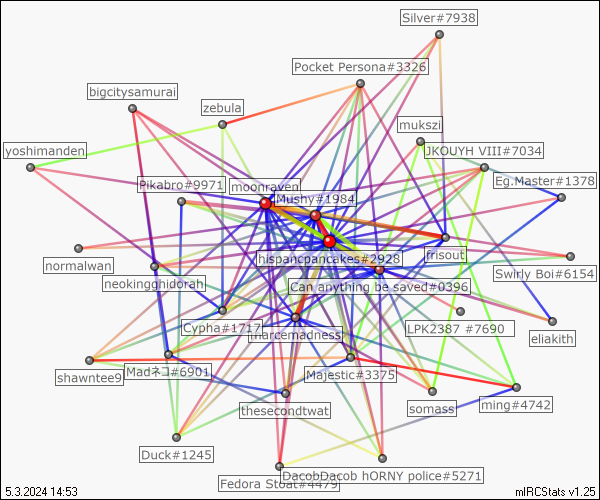 Silver#7938
Pocket Persona#3326
bigcitysamurai
zebula
mukszi
yoshimanden
JKOUYH VIII#7034
Eg.Master#1378
Pikabro#9971
moonraven
Mushy#1984
normalwan
hispancpancakes#2928
frisout
neokingghidorah
Swirly Boi#6154
Can anything be saved#0396
Cypha#1717
marcemadness
LPK2387 #7690
eliakith
shawntee9
Madネコ#6901
Majestic#3375
thesecondtwat
somass
ming#4742
Duck#1245
DacobDacob hORNY police#5271
Fedora Stoat#4479
5.3.2024 14:53
mIRCStats v1.25